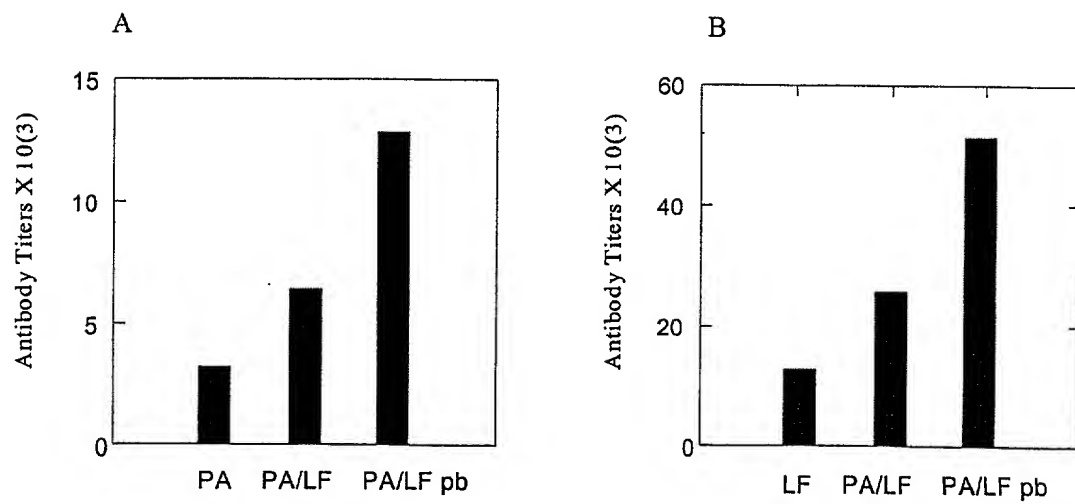 A
Antibody Titers X 10(3)
15
10
5
0
PA PA/LF PA/LF pb
B
Antibody Titers X 10(3)
60
40
20
0
LF PA/LF PA/LF pb